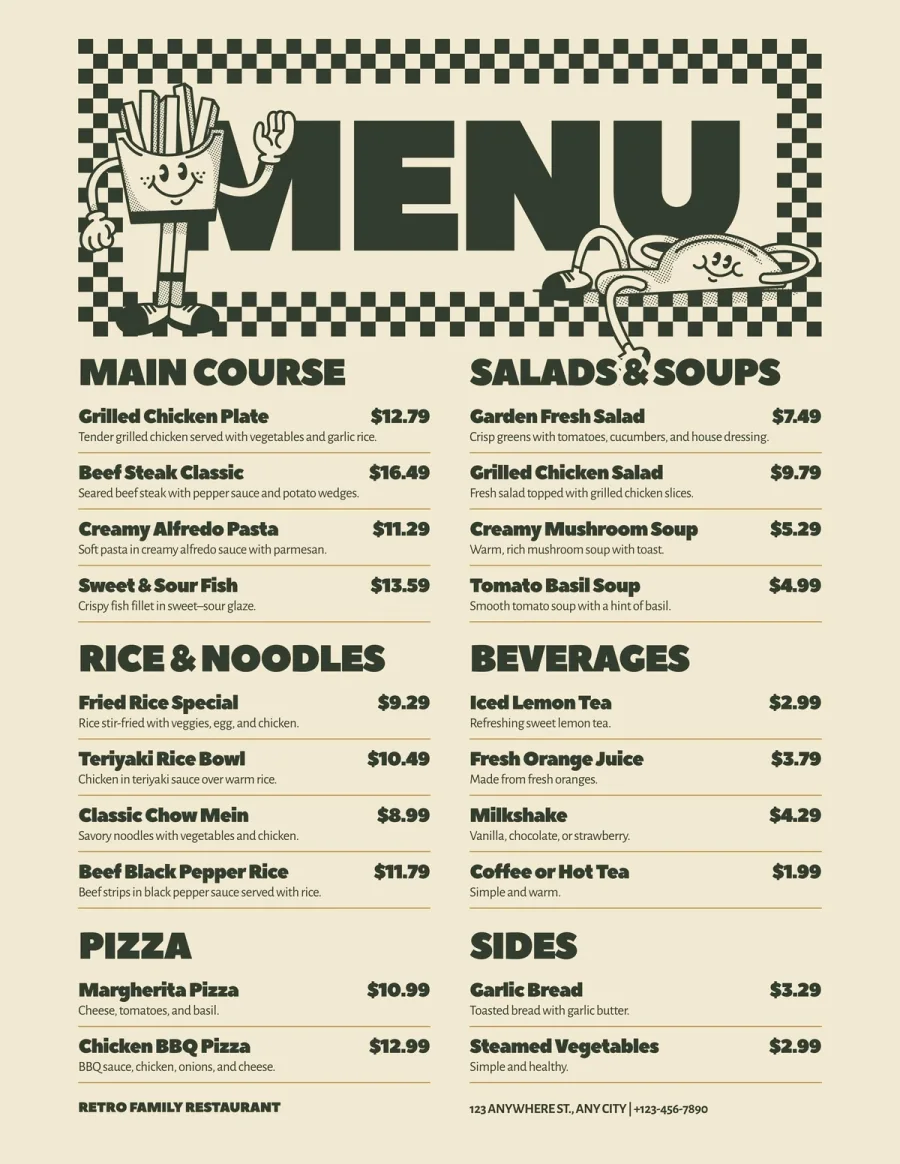 MENU
MAIN COURSE
Grilled Chicken Plate $12.79
Tender grilled chicken served with vegetables and garlic rice.
Beef Steak Classic $16.49
Seared beef steak with pepper sauce and potato wedges.
Creamy Alfredo Pasta $11.29
Soft pasta in creamy alfredo sauce with parmesan.
Sweet & Sour Fish $13.59
Crispy fish fillet in sweet–sour glaze.
RICE & NOODLES
Fried Rice Special $9.29
Rice stir-fried with veggies, egg, and chicken.
Teriyaki Rice Bowl $10.49
Chicken in teriyaki sauce over warm rice.
Classic Chow Mein $8.99
Savory noodles with vegetables and chicken.
Beef Black Pepper Rice $11.79
Beef strips in black pepper sauce served with rice.
PIZZA
Margherita Pizza $10.99
Cheese, tomatoes, and basil.
Chicken BBQ Pizza $12.99
BBQ sauce, chicken, onions, and cheese.
SALADS & SOUPS
Garden Fresh Salad $7.49
Crisp greens with tomatoes, cucumbers, and house dressing.
Grilled Chicken Salad $9.79
Fresh salad topped with grilled chicken slices.
Creamy Mushroom Soup $5.29
Warm, rich mushroom soup with toast.
Tomato Basil Soup $4.99
Smooth tomato soup with a hint of basil.
BEVERAGES
Iced Lemon Tea $2.99
Refreshing sweet lemon tea.
Fresh Orange Juice $3.79
Made from fresh oranges.
Milkshake $4.29
Vanilla, chocolate, or strawberry.
Coffee or Hot Tea $1.99
Simple and warm.
SIDES
Garlic Bread $3.29
Toasted bread with garlic butter.
Steamed Vegetables $2.99
Simple and healthy.
RETRO FAMILY RESTAURANT
123 ANYWHERE ST., ANY CITY | +123-456-7890